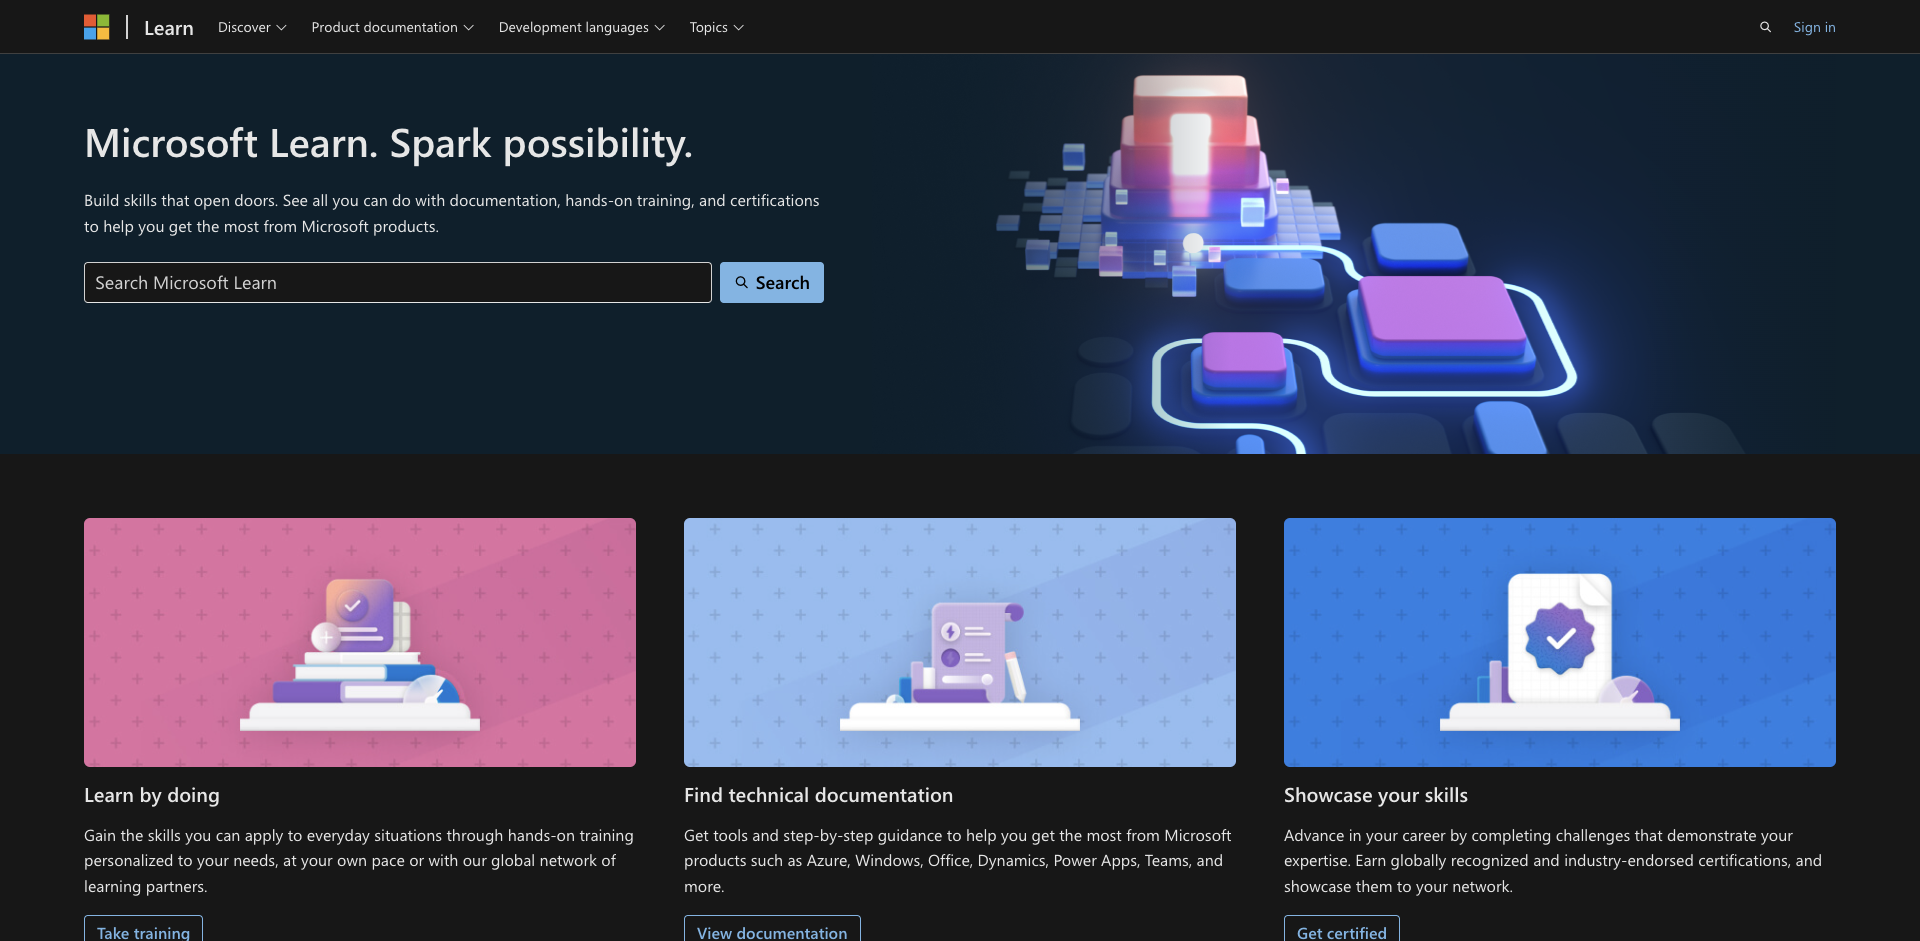 Learn Discover Product documentation Development languages Topics Sign in
Microsoft Learn. Spark possibility.
Build skills that open doors. See all you can do with documentation, hands-on training, and certifications
to help you get the most from Microsoft products.
Search Microsoft Learn Search
Learn by doing
Gain the skills you can apply to everyday situations through hands-on training
personalized to your needs, at your own pace or with our global network of
learning partners.
Take training
Find technical documentation
Get tools and step-by-step guidance to help you get the most from Microsoft
products such as Azure, Windows, Office, Dynamics, Power Apps, Teams, and
more.
View documentation
Showcase your skills
Advance in your career by completing challenges that demonstrate your
expertise. Earn globally recognized and industry-endorsed certifications, and
showcase them to your network.
Get certified